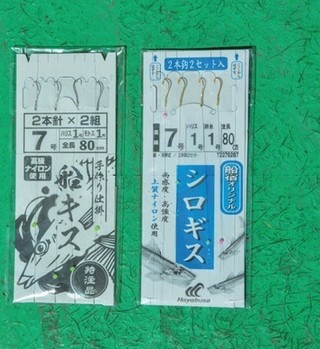 2本針×2組
7号
ハリス1号
モトス1号
全長80cm
高級
ナイロン
使用
手作り仕掛
船キス
特選品
2本鈎2セット入
7号
ハリス
1号
幹糸
1号
全長
80
船宿オリジナル
シロギス
高感度・高強度
上質ナイロン使用
Hayabusa